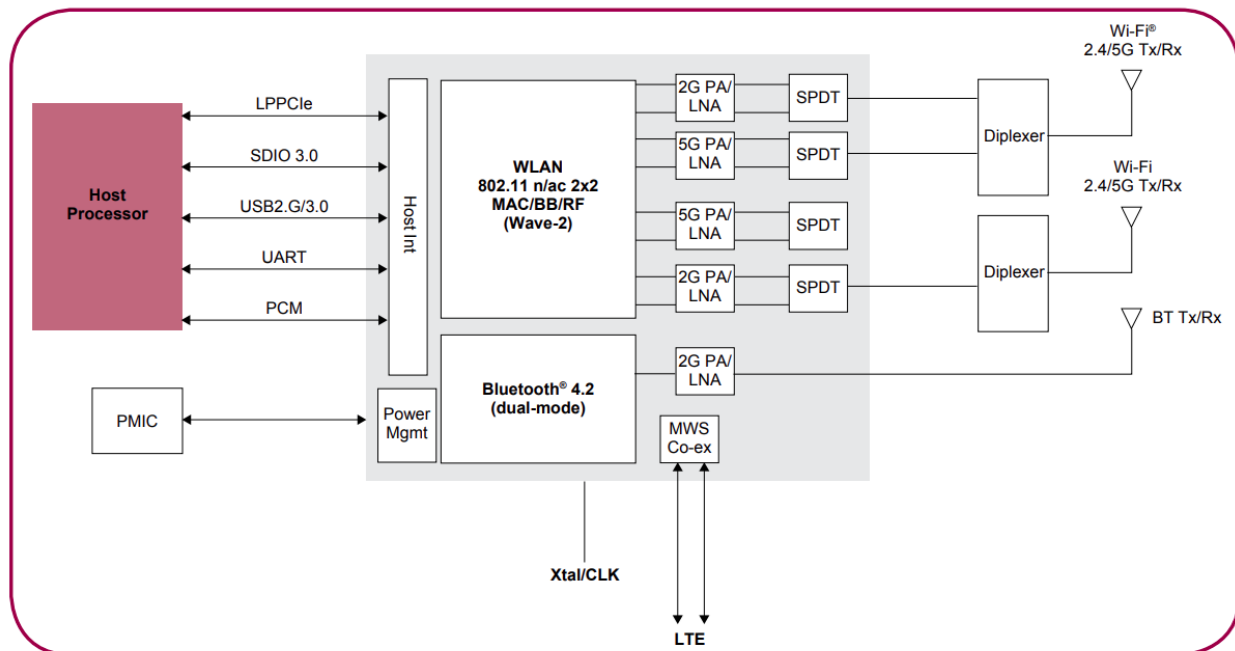 Wi-Fi®
2.4/5G Tx/Rx
LPPCIe
SDIO 3.0
USB2.G/3.0
UART
PCM
Host
Processor
Host Int
WLAN
802.11 n/ac 2x2
MAC/BB/RF
(Wave-2)
2G PA/
LNA
SPDT
5G PA/
LNA
SPDT
5G PA/
LNA
SPDT
2G PA/
LNA
SPDT
Diplexer
Wi-Fi
2.4/5G Tx/Rx
Diplexer
BT Tx/Rx
2G PA/
LNA
Bluetooth® 4.2
(dual-mode)
PMIC
Power
Mgmt
MWS
Co-ex
Xtal/CLK
LTE